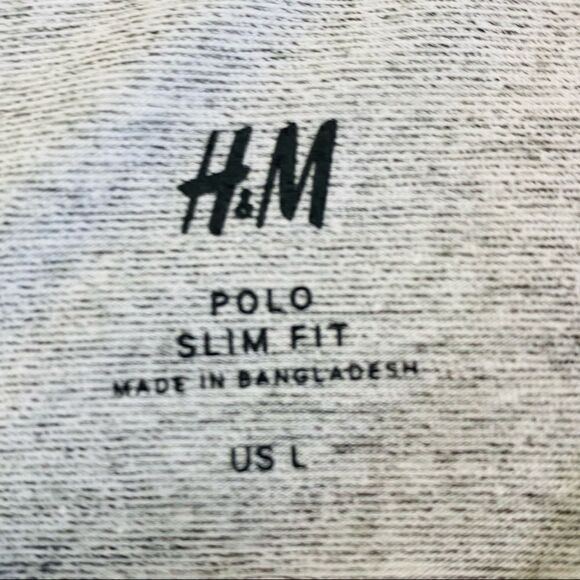 H&M
POLO
SLIM FIT
MADE IN BANGLADESH
US L